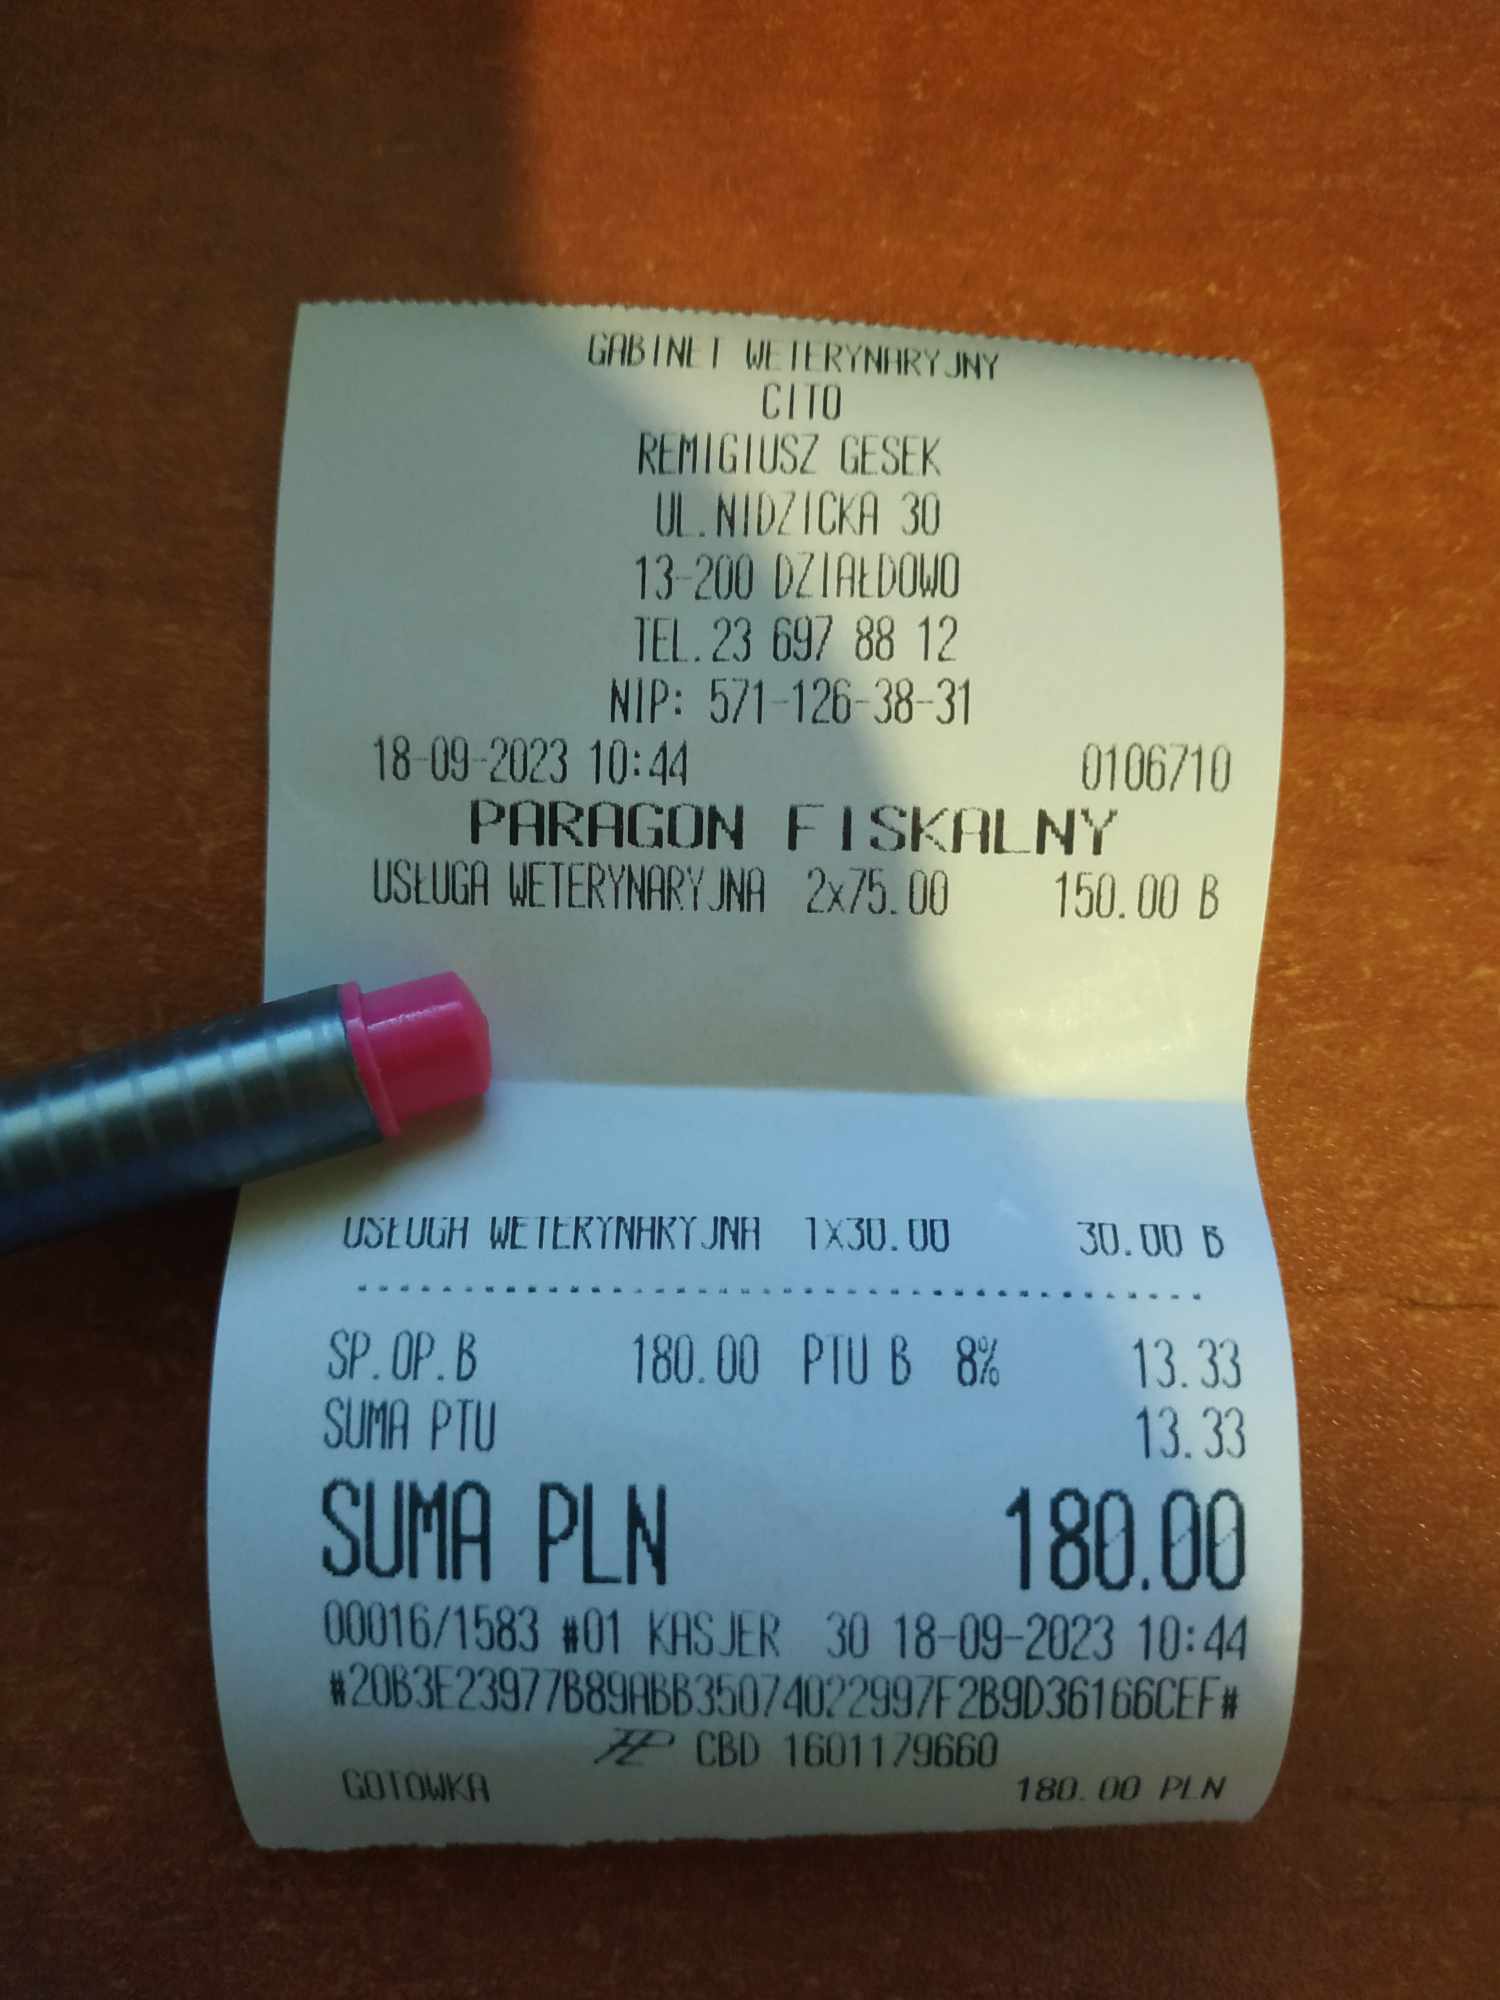 GABINET WETERYNARYJNY
CITO
REMIGIUSZ GESEK
UL.NIDZICKA 30
13-200 DZIAŁDOWO
TEL.23 697 88 12
NIP: 571-126-38-31
18-09-2023 10:44 0106710
PARAGON FISKALNY
USŁUGA WETERYNARYJNA 2x75.00 150.00 B
USŁUGA WETERYNARYJNA 1x30.00 30.00 B
SP.OP.B 180.00 PTU B 8% 13.33
SUMA PTU 13.33
SUMA PLN 180.00
00016/1583 #01 KASJER 30 18-09-2023 10:44
#20B3E23977B89ABB35074022997F2B9D36166CEF#
CBD 1601179660
GOTOWKA 180.00 PLN